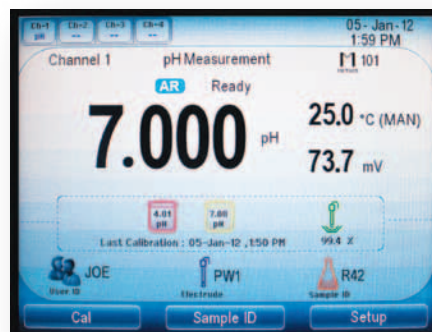 Ch-1 Ch-2 Ch-3 Ch-4 05-Jan-12
pH -- -- -- 1:59 PM
Channel 1 pH Measurement M 101
AR Ready
7.000 pH 25.0 °C (MAN)
73.7 mV
4.01 pH 7.00 pH
Last Calibration : 05-Jan-12 ,1:50 PM 99.4 %
JOE PW1 R42
User ID Electrode Sample ID
Cal Sample ID Setup